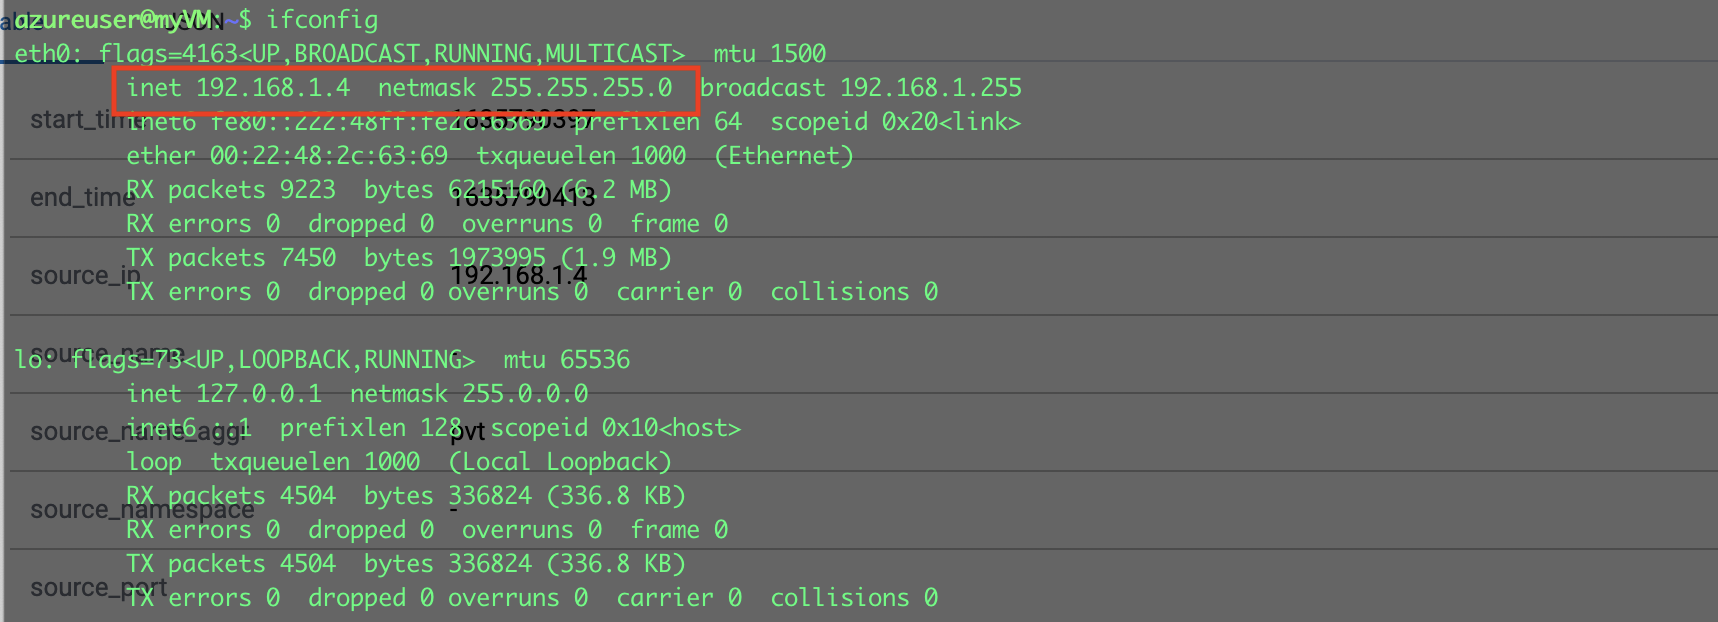 azureuser@myVM:~$ ifconfig
eth0: flags=4163<UP,BROADCAST,RUNNING,MULTICAST>  mtu 1500
inet 192.168.1.4  netmask 255.255.255.0  broadcast 192.168.1.255
start_time 1635790397
inet6 fe80::222:48ff:fe2c:6369  prefixlen 64  scopeid 0x20<link>
ether 00:22:48:2c:63:69  txqueuelen 1000  (Ethernet)
RX packets 9223  bytes 6215160 (6.2 MB)
end_time 1635790413
RX errors 0  dropped 0  overruns 0  frame 0
TX packets 7450  bytes 1973995 (1.9 MB)
source_ip 192.168.1.4
TX errors 0  dropped 0 overruns 0  carrier 0  collisions 0
source_name
lo: flags=73<UP,LOOPBACK,RUNNING>  mtu 65536
inet 127.0.0.1  netmask 255.0.0.0
inet6 ::1  prefixlen 128  scopeid 0x10<host>
source_name_aggr pvt
loop  txqueuelen 1000  (Local Loopback)
RX packets 4504  bytes 336824 (336.8 KB)
source_namespace -
RX errors 0  dropped 0  overruns 0  frame 0
TX packets 4504  bytes 336824 (336.8 KB)
source_port
TX errors 0  dropped 0 overruns 0  carrier 0  collisions 0